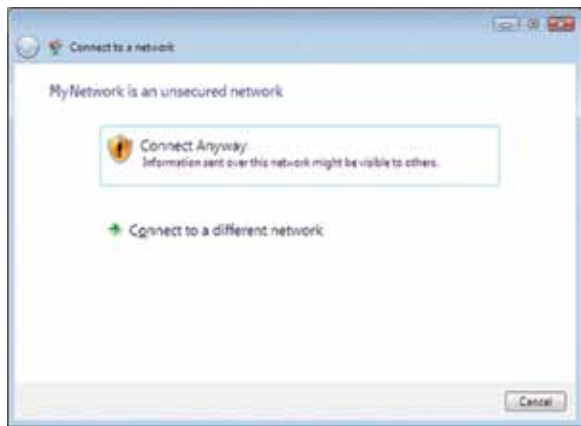 Connect to a network
MyNetwork is an unsecured network
Connect Anyway
Information sent over this network might be visible to others.
Connect to a different network
Cancel